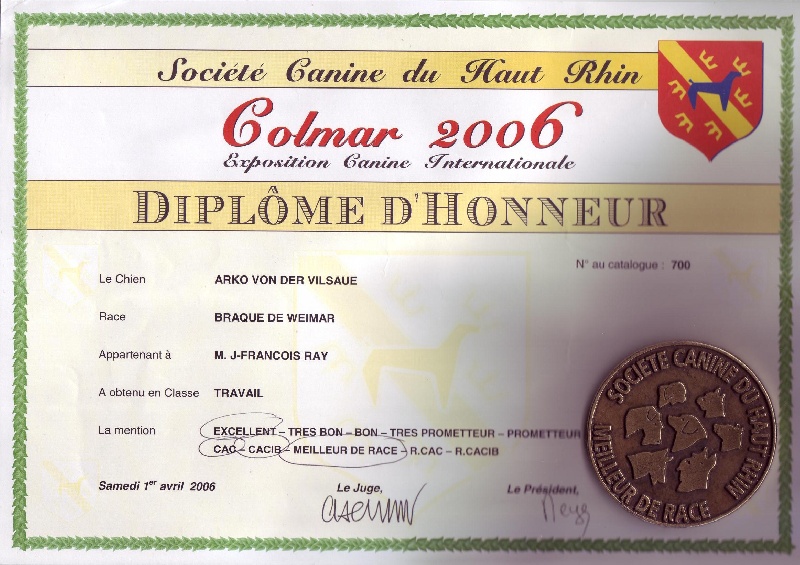 Société Canine du Haut Rhin
Colmar 2006
Exposition Canine Internationale
DIPLÔME D'HONNEUR
N° au catalogue : 700
Le Chien ARKO VON DER VILSAUE
Race BRAQUE DE WEIMAR
Appartenant à M. J-FRANCOIS RAY
A obtenu en Classe TRAVAIL
La mention EXCELLENT – TRES BON – BON – TRES PROMETTEUR – PROMETTEUR
CAC – CACIB – MEILLEUR DE RACE – R.CAC – R.CACIB
Samedi 1er avril 2006 Le Juge, Le Président,
SOCIETE CANINE DU HAUT RHIN
MEILLEUR DE RACE